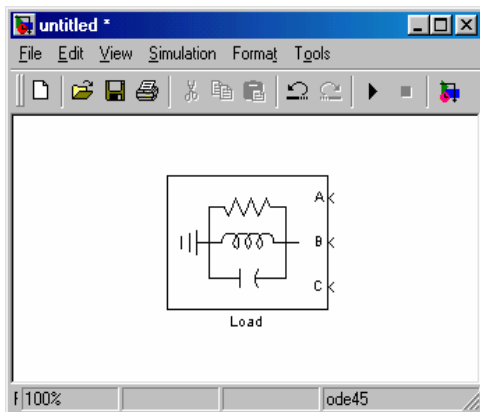 untitled *
File Edit View Simulation Format Tools
A
B
C
Load
100% ode45